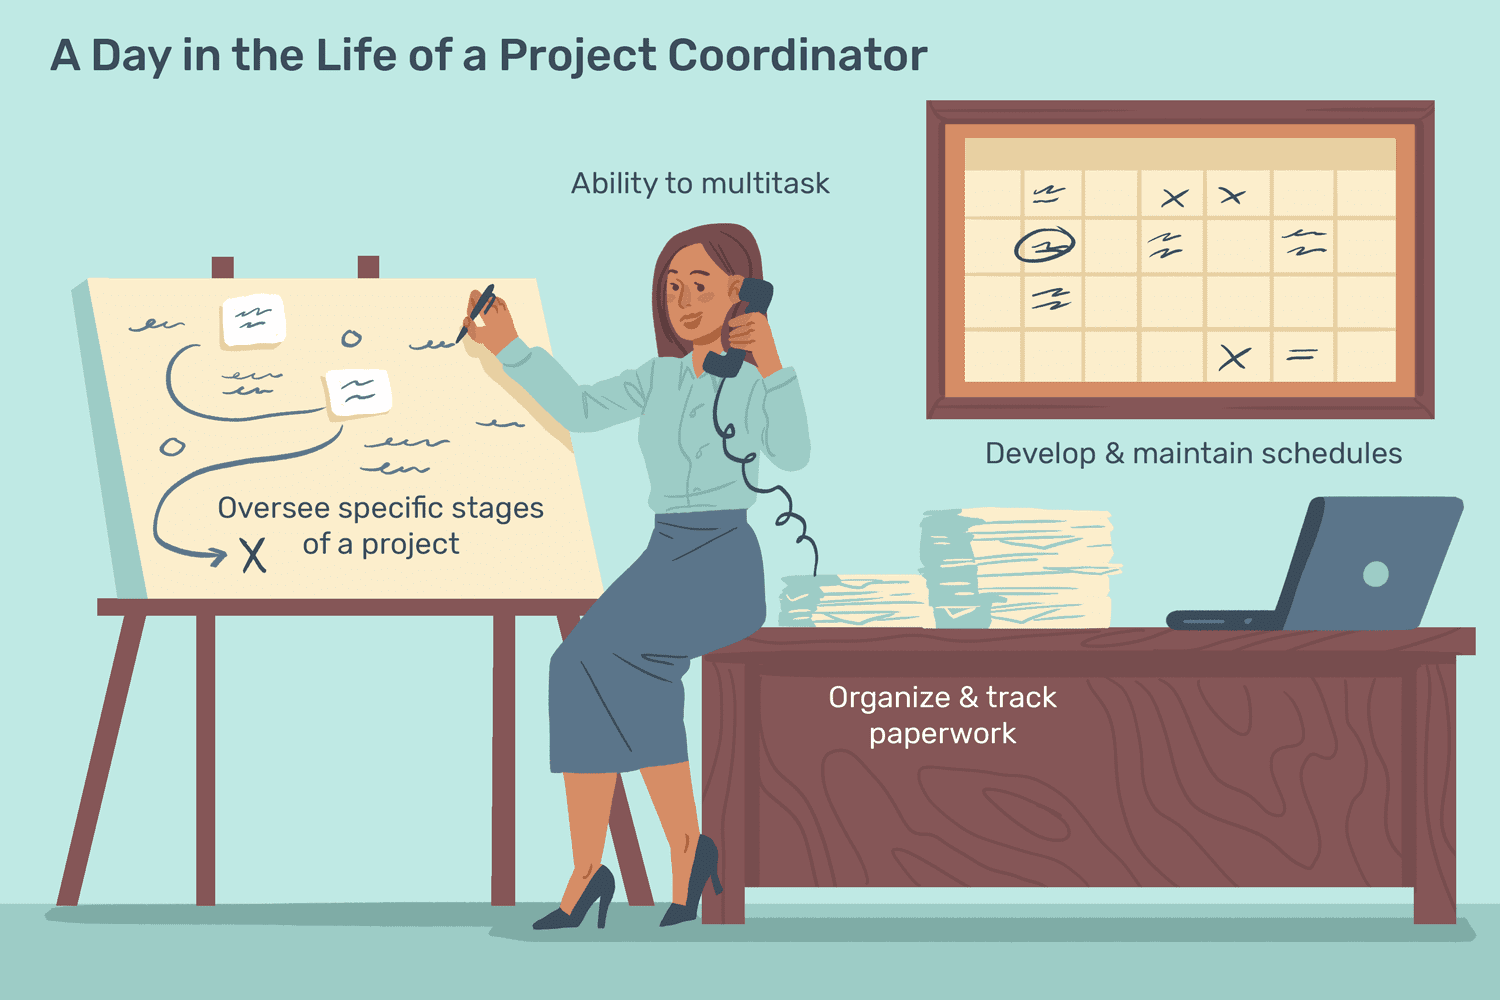 A Day in the Life of a Project Coordinator
Ability to multitask
Develop & maintain schedules
Oversee specific stages
of a project
Organize & track
paperwork